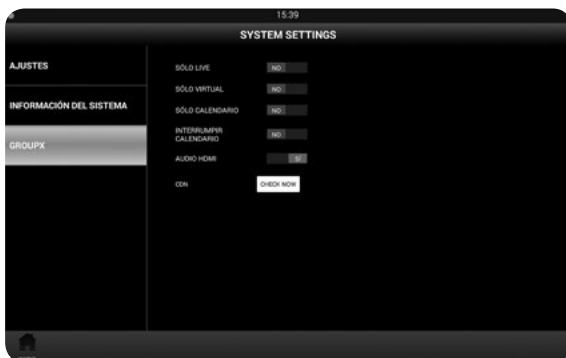 15:39
SYSTEM SETTINGS
AJUSTES
INFORMACIÓN DEL SISTEMA
GROUPX
SÓLO LIVE NO
SÓLO VIRTUAL NO
SÓLO CALENDARIO NO
INTERRUMPIR
CALENDARIO NO
AUDIO HDMI SÍ
CDN CHECK NOW